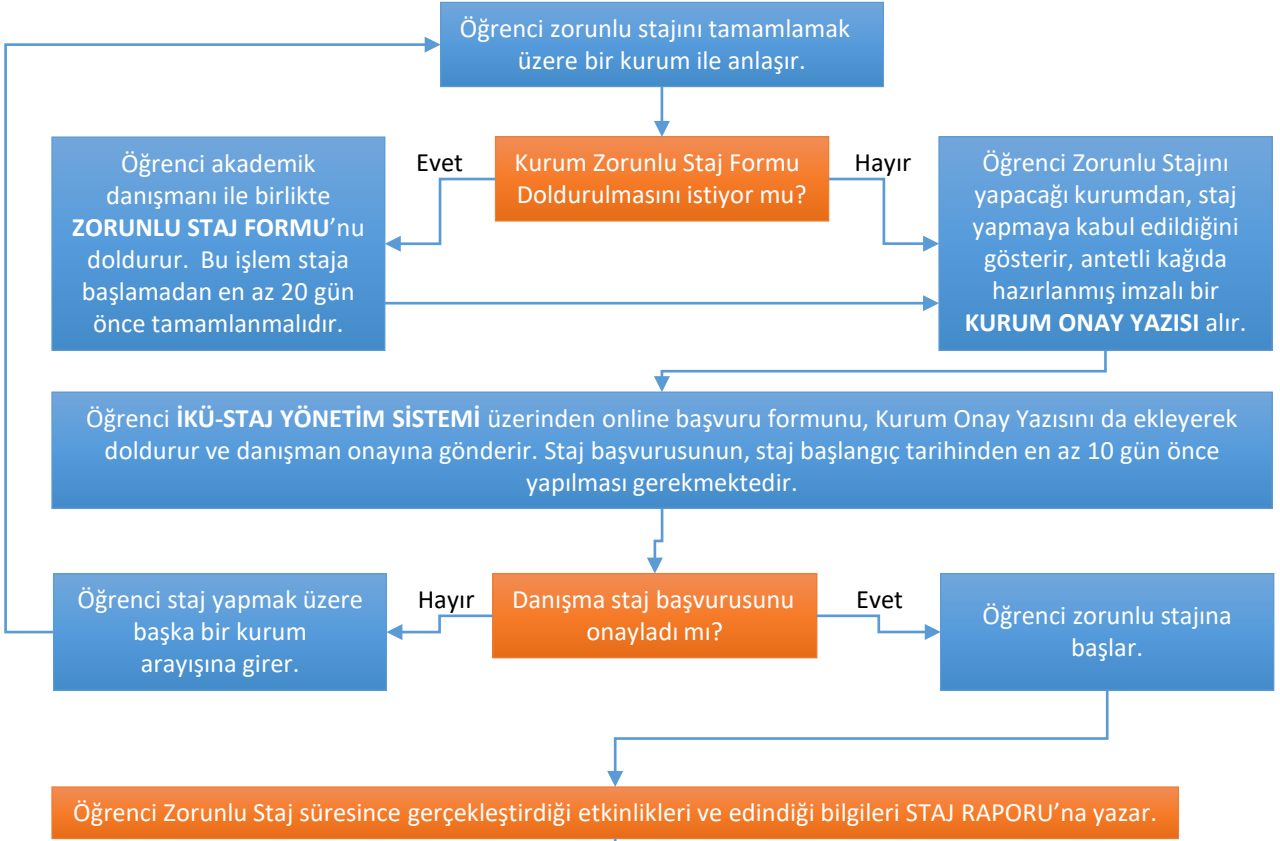 Öğrenci zorunlu stajını tamamlamak
üzere bir kurum ile anlaşır.
Öğrenci akademik
danışmanı ile birlikte
ZORUNLU STAJ FORMU’nu
doldurur. Bu işlem staja
başlamadan en az 20 gün
önce tamamlanmalıdır.
Evet
Kurum Zorunlu Staj Formu
Doldurulmasını istiyor mu?
Hayır
Öğrenci Zorunlu Stajını
yapacağı kurumdan, staj
yapmaya kabul edildiğini
gösterir, antetli kağıda
hazırlanmış imzalı bir
KURUM ONAY YAZISI alır.
Öğrenci İKÜ-STAJ YÖNETİM SİSTEMİ üzerinden online başvuru formunu, Kurum Onay Yazısını da ekleyerek
doldurur ve danışman onayına gönderir. Staj başvurusunun, staj başlangıç tarihinden en az 10 gün önce
yapılması gerekmektedir.
Öğrenci staj yapmak üzere
başka bir kurum
arayışına girer.
Hayır
Danışma staj başvurusunu
onayladı mı?
Evet
Öğrenci zorunlu stajına
başlar.
Öğrenci Zorunlu Staj süresince gerçekleştirdiği etkinlikleri ve edindiği bilgileri STAJ RAPORU’na yazar.